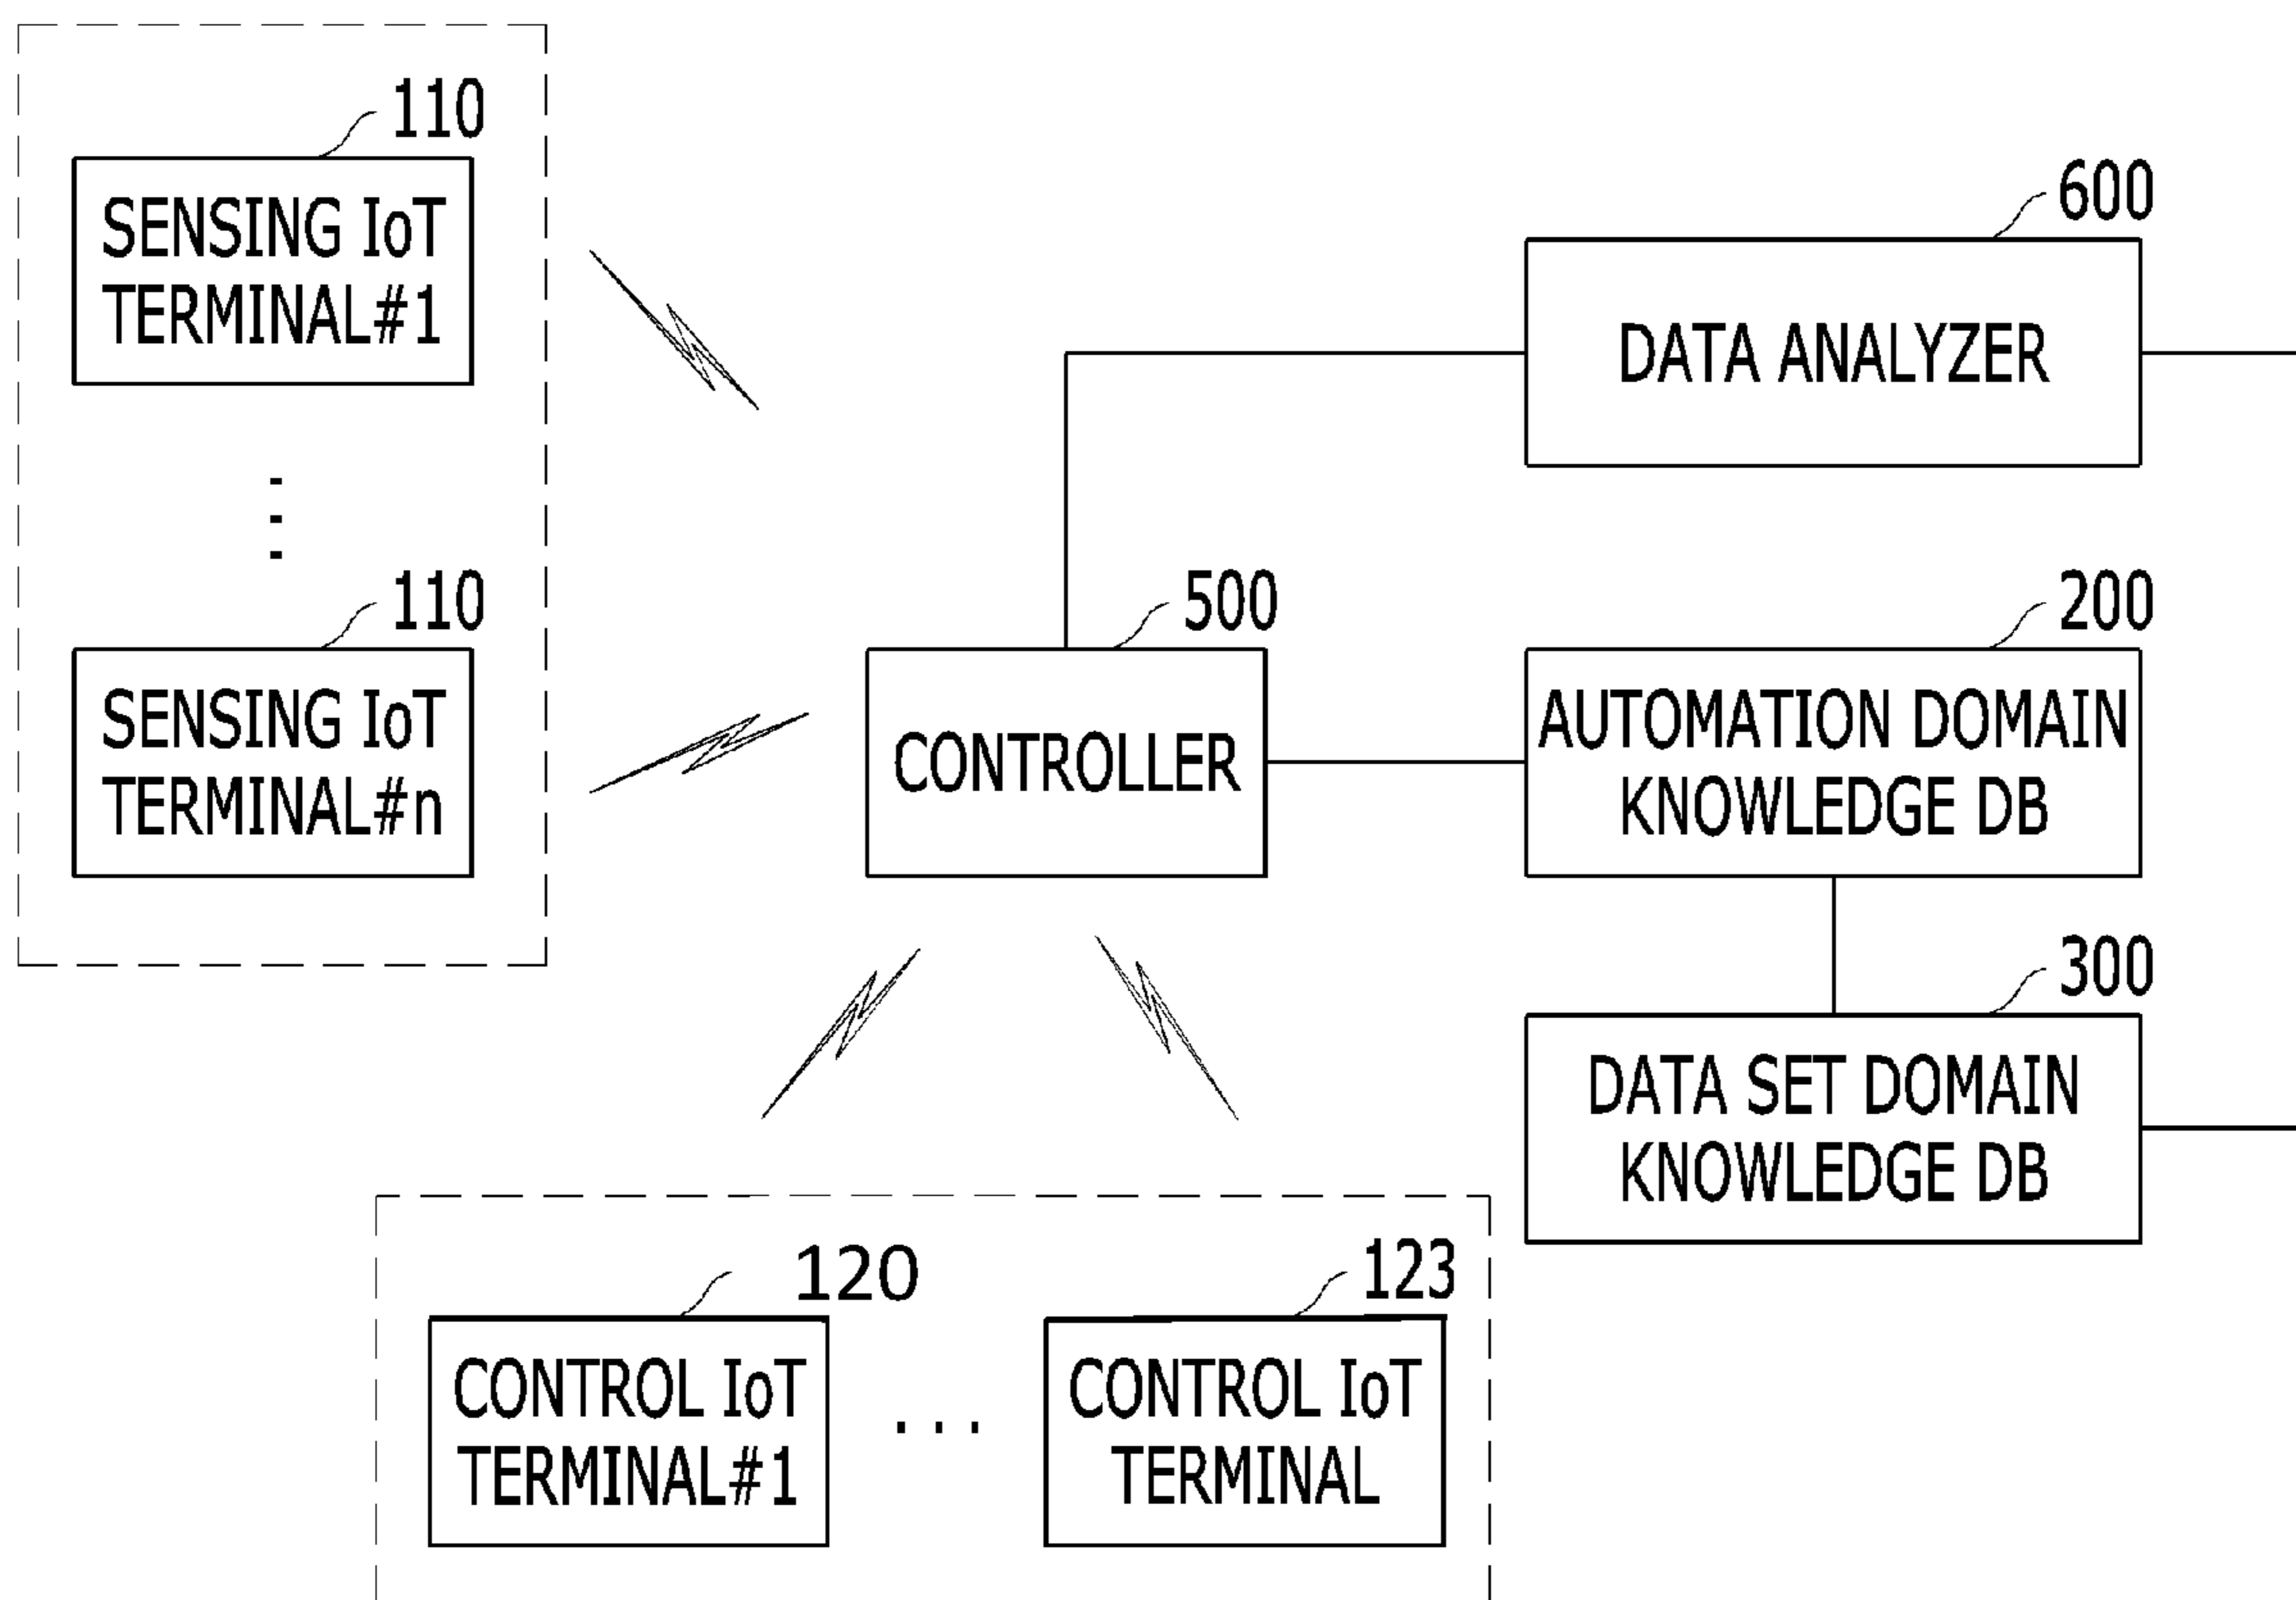 110
SENSING IoT
TERMINAL#1
110
SENSING IoT
TERMINAL#n
600
DATA ANALYZER
500
CONTROLLER
200
AUTOMATION DOMAIN
KNOWLEDGE DB
300
DATA SET DOMAIN
KNOWLEDGE DB
120
CONTROL IoT
TERMINAL#1
...
123
CONTROL IoT
TERMINAL